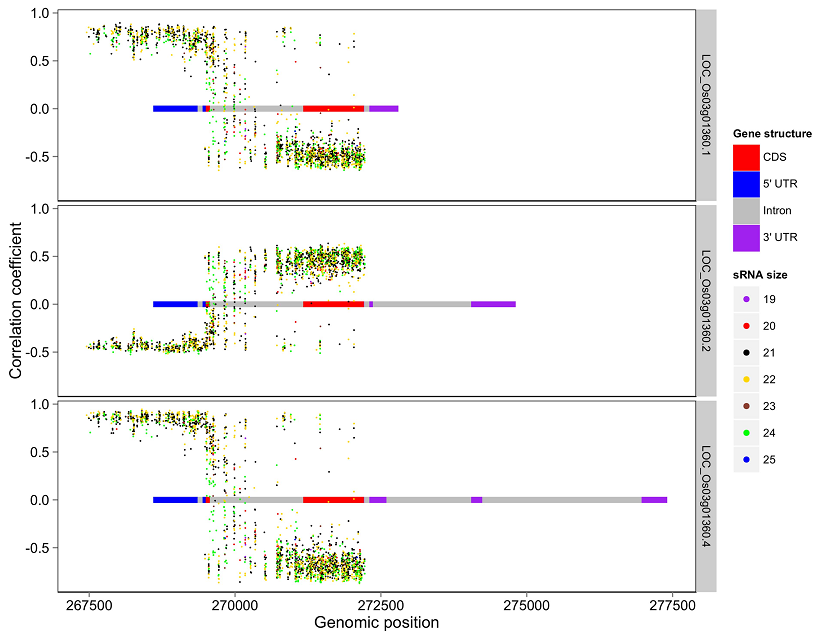 1.0
0.5
0.0
-0.5
LOC_Os03g01360.1
1.0
0.5
0.0
-0.5
LOC_Os03g01360.2
1.0
0.5
0.0
-0.5
LOC_Os03g01360.4
Correlation coefficient
267500 270000 272500 275000 277500
Genomic position
Gene structure
CDS
5' UTR
Intron
3' UTR
sRNA size
19
20
21
22
23
24
25